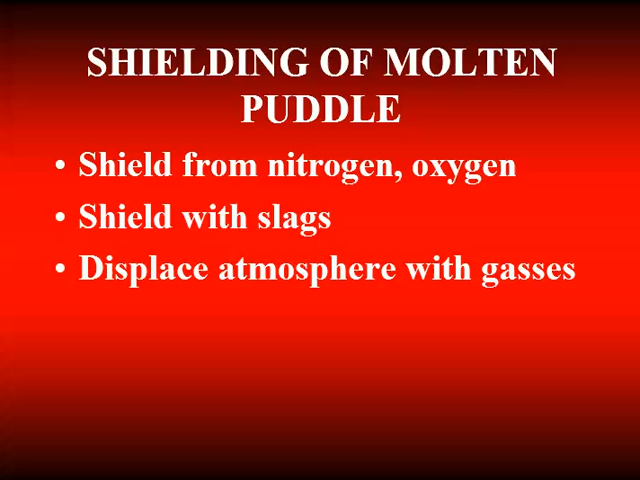 SHIELDING OF MOLTEN
PUDDLE
• Shield from nitrogen, oxygen
• Shield with slags
• Displace atmosphere with gasses